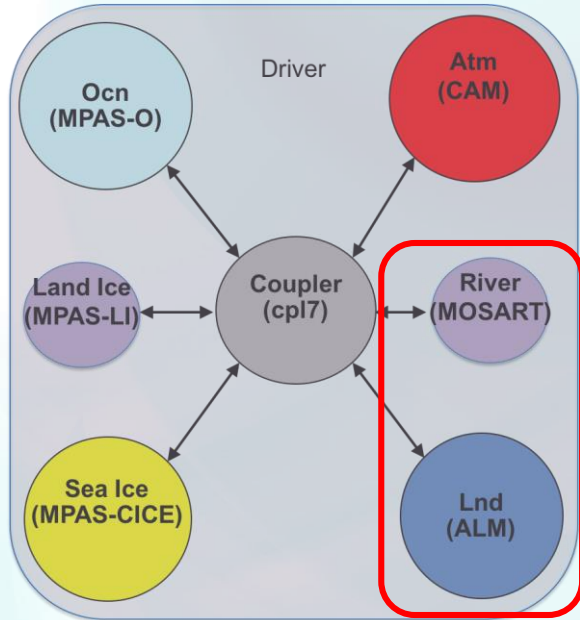 Driver
Ocn
(MPAS-O)
Atm
(CAM)
Land Ice
(MPAS-LI)
Coupler
(cpl7)
River
(MOSART)
Sea Ice
(MPAS-CICE)
Lnd
(ALM)